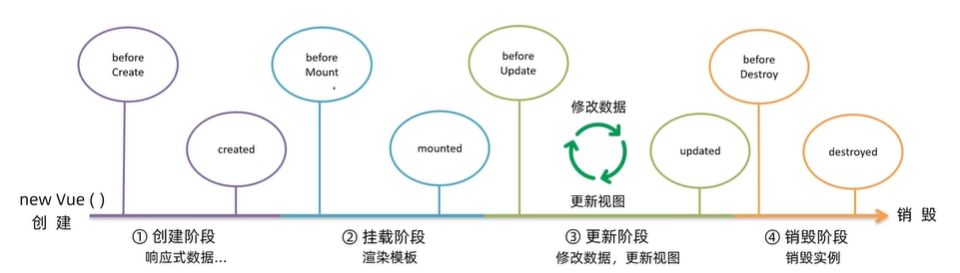 before
Create
before
Mount
before
Update
before
Destroy
修改数据
created
mounted
updated
destroyed
更新视图
new Vue ( )
创 建
销 毁
① 创建阶段
② 挂载阶段
③ 更新阶段
④ 销毁阶段
响应式数据...
渲染模板
修改数据，更新视图
销毁实例